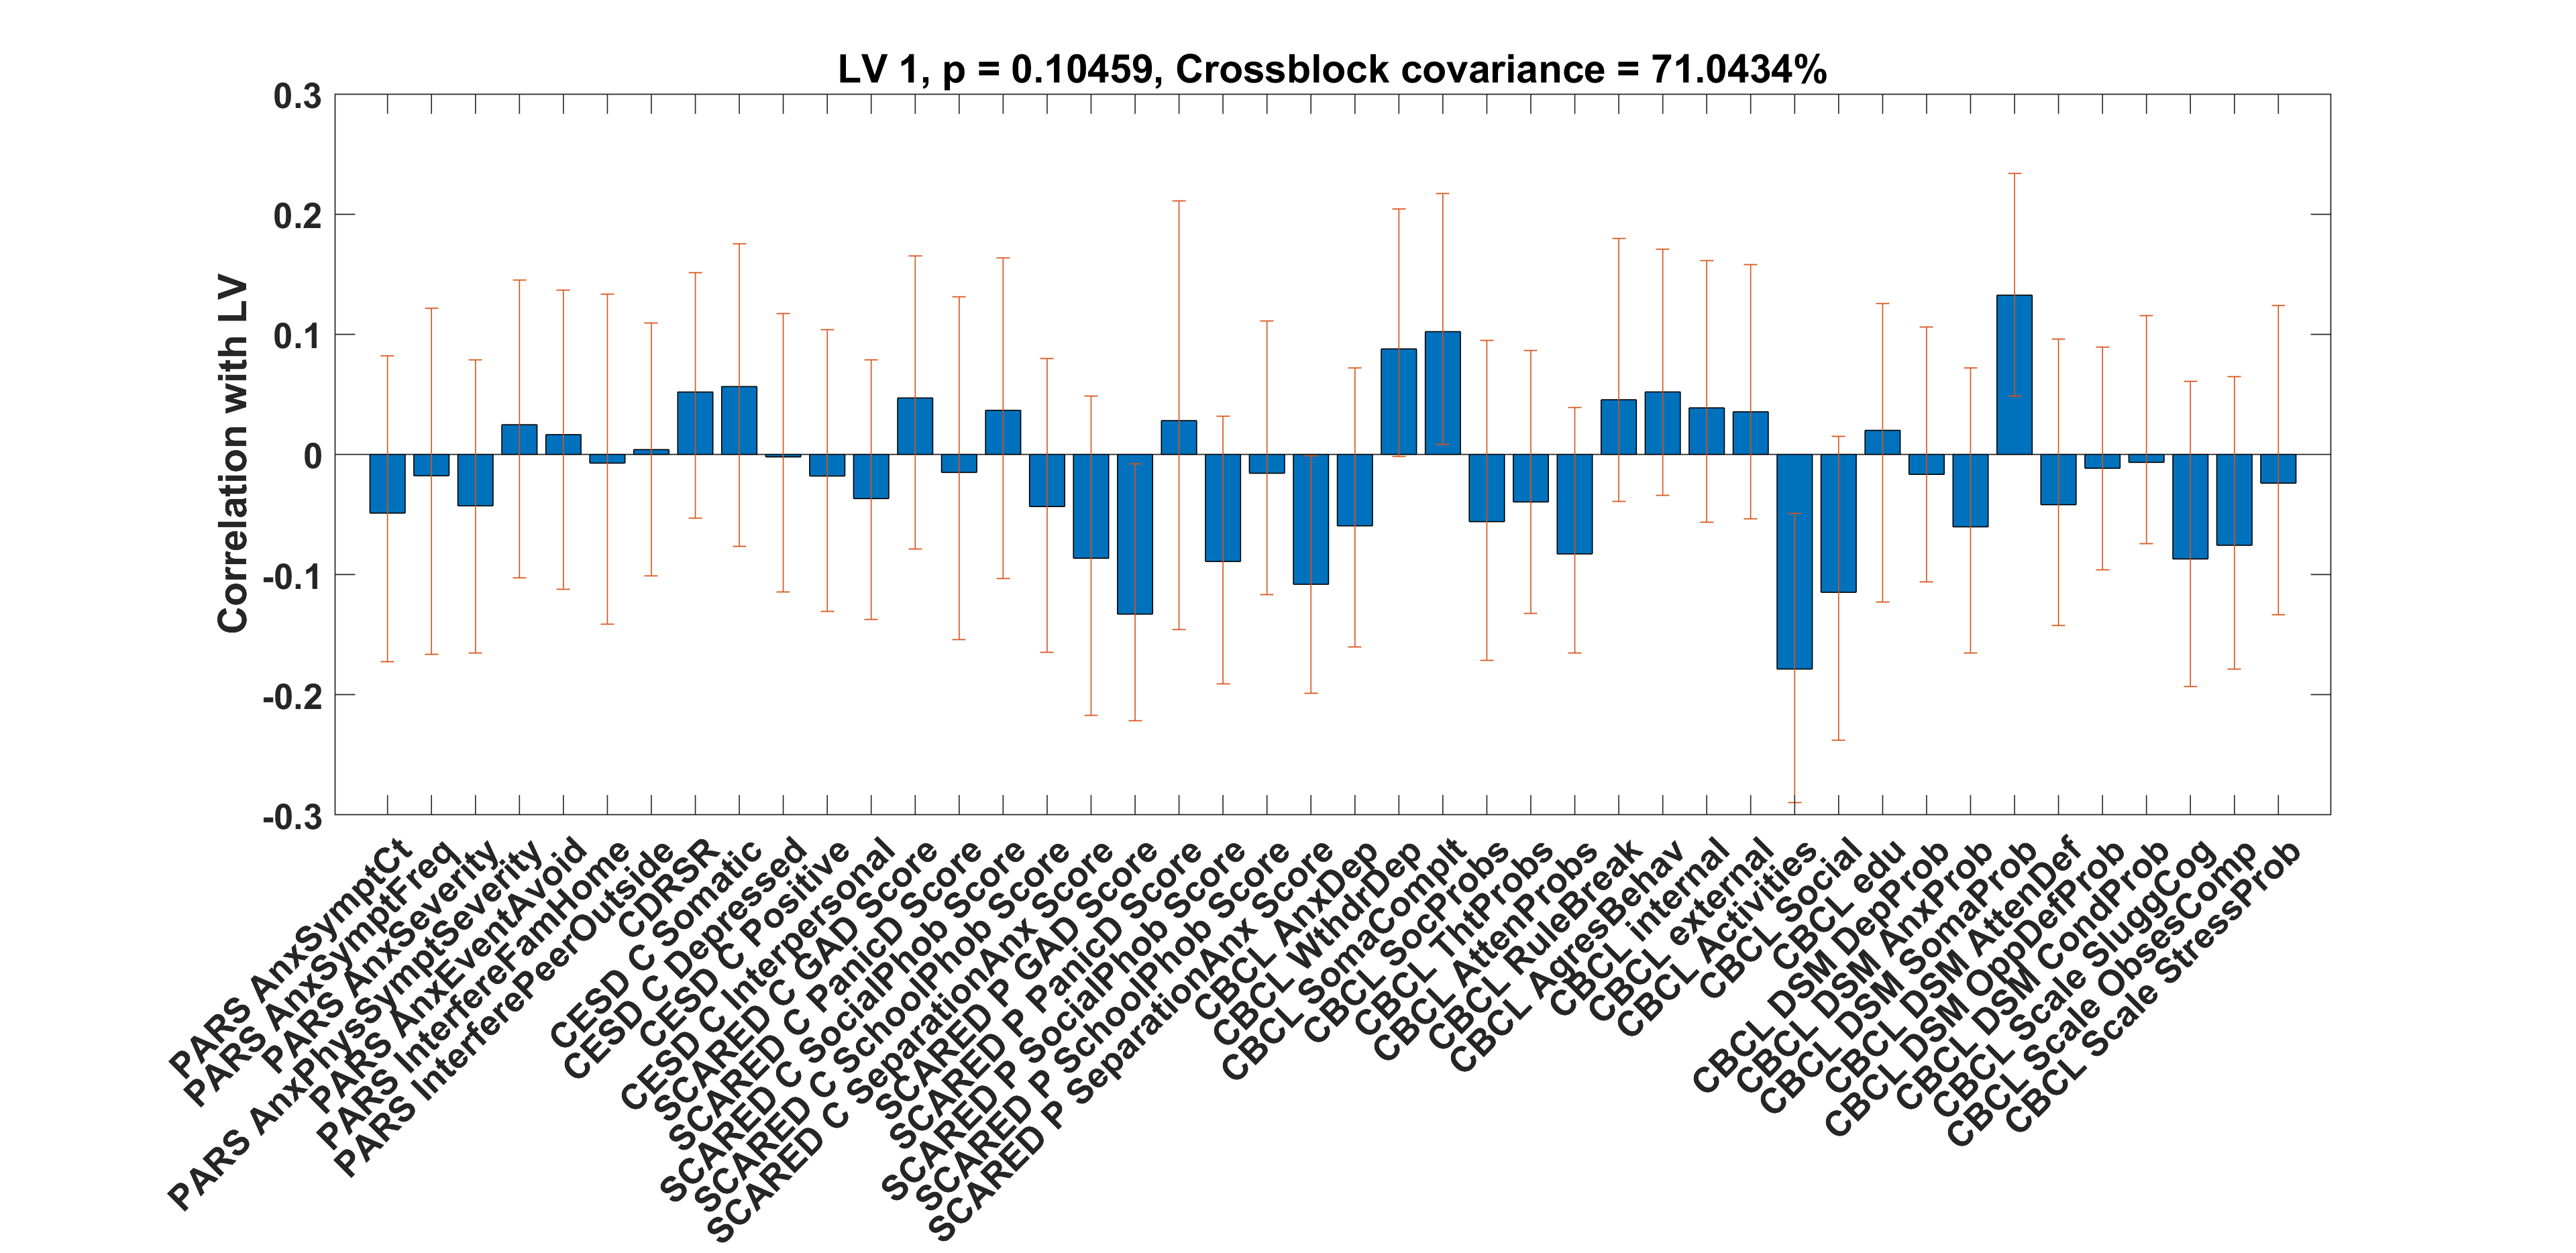 LV 1, p = 0.10459, Crossblock covariance = 71.0434%
Correlation with LV
0.3
0.2
0.1
0
-0.1
-0.2
-0.3
PARS AnxSymptCt
PARS AnxSymptFreq
PARS AnxSeverity
PARS AnxPhysSymptSeverity
PARS AnxEventAvoid
PARS InterfereFamHome
PARS InterferePeerOutside
CDRSR
CESD C Somatic
CESD C Depressed
CESD C Positive
CESD C Interpersonal
SCARED C GAD Score
SCARED C PanicD Score
SCARED C SocialPhob Score
SCARED C SchoolPhob Score
SCARED C SeparationAnx Score
SCARED P GAD Score
SCARED P PanicD Score
SCARED P SocialPhob Score
SCARED P SchoolPhob Score
SCARED P SeparationAnx Score
CBCL AnxDep
CBCL WthdrDep
CBCL SomaComplt
CBCL SocProbs
CBCL ThtProbs
CBCL AttenProbs
CBCL RuleBreak
CBCL AgresBehav
CBCL internal
CBCL external
CBCL Activities
CBCL Social
CBCL edu
CBCL DSM DepProb
CBCL DSM AnxProb
CBCL DSM SomaProb
CBCL DSM AttenDef
CBCL DSM OppDefProb
CBCL DSM CondProb
CBCL Scale SluggCog
CBCL Scale ObsesComp
CBCL Scale StressProb